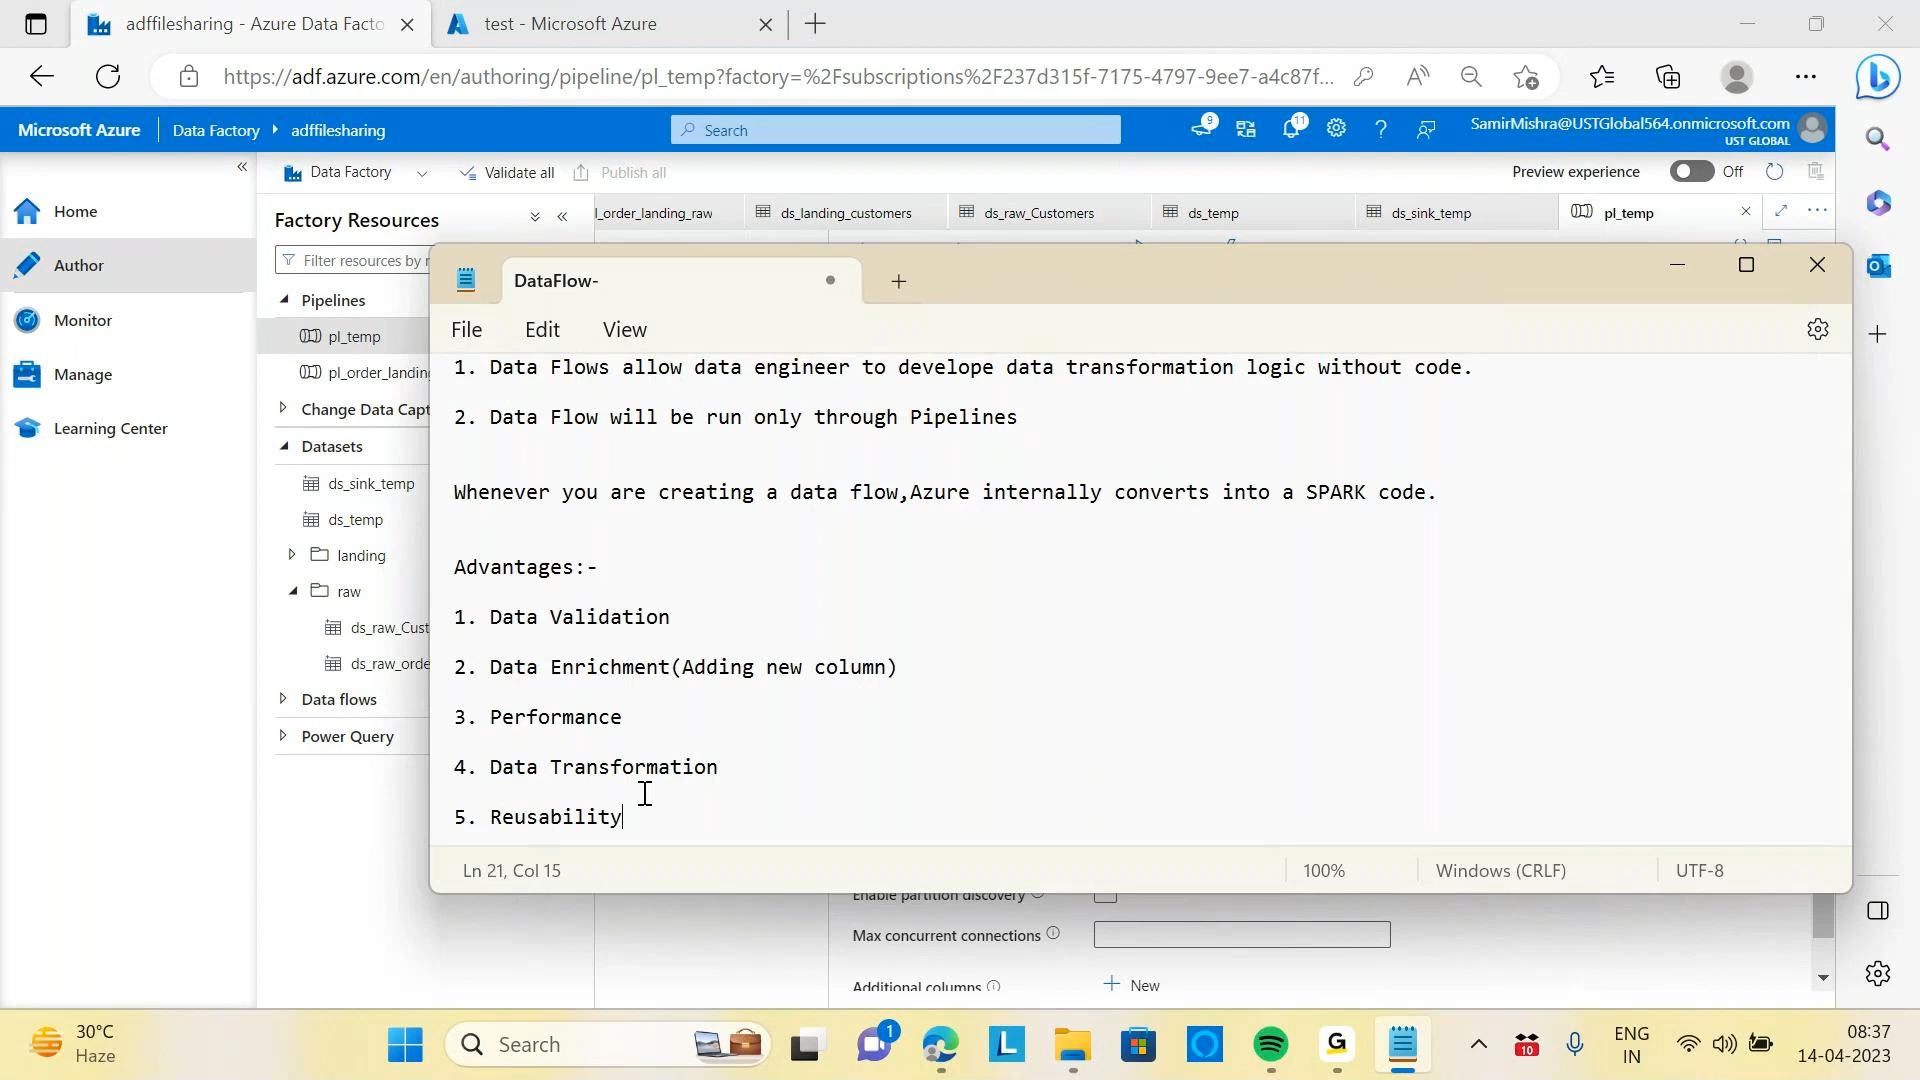 adffilesharing - Azure Data Facto
test - Microsoft Azure
https://adf.azure.com/en/authoring/pipeline/pl_temp?factory=%2Fsubscriptions%2F237d315f-7175-4797-9ee7-a4c87f...
Microsoft Azure
Data Factory
adffilesharing
Search
9
11
SamirMishra@USTGlobal564.onmicrosoft.com
UST GLOBAL
Data Factory
Validate all
Publish all
Preview experience
Off
Home
Author
Monitor
Manage
Learning Center
Factory Resources
Filter resources by
Pipelines
pl_temp
pl_order_landing
Change Data Capt
Datasets
ds_sink_temp
ds_temp
landing
raw
ds_raw_Cust
ds_raw_orde
Data flows
Power Query
l_order_landing_raw
ds_landing_customers
ds_raw_Customers
ds_temp
ds_sink_temp
pl_temp
DataFlow-
File
Edit
View
1. Data Flows allow data engineer to develope data transformation logic without code.
2. Data Flow will be run only through Pipelines
Whenever you are creating a data flow,Azure internally converts into a SPARK code.
Advantages:-
1. Data Validation
2. Data Enrichment(Adding new column)
3. Performance
4. Data Transformation
5. Reusability
Ln 21, Col 15
100%
Windows (CRLF)
UTF-8
Enable partition discovery
Max concurrent connections
Additional columns
New
30°C
Haze
Search
1
10
ENG
IN
08:37
14-04-2023